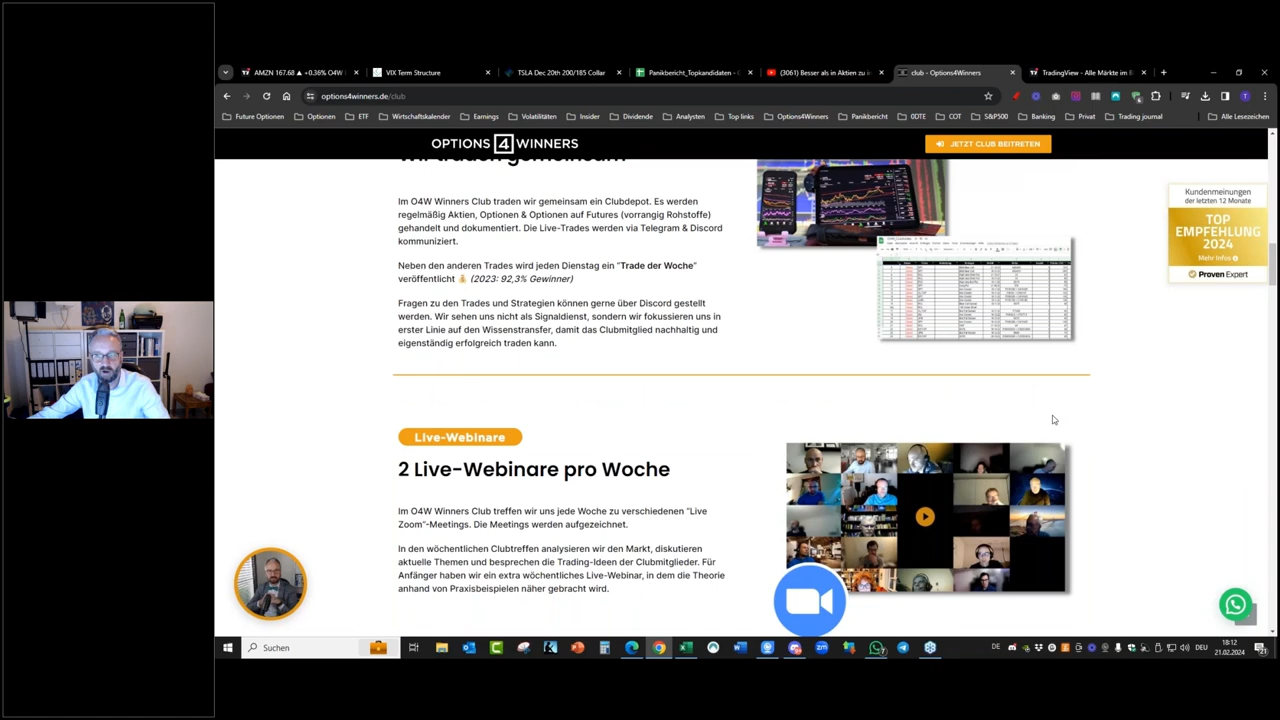 AMZN 167.68 ▲ +0.36% O4W
VIX Term Structure
TSLA Dec 20th 200/185 Collar
Panikbericht_Topkandidaten -
(3061) Besser als in Aktien zu i
club - Options4Winners
TradingView - Alle Märkte im B
options4winners.de/club
Future Optionen
Optionen
ETF
Wirtschaftskalender
Earnings
Volatilitäten
Insider
Dividende
Analysten
Top links
Options4Winners
Panikbericht
0DTE
COT
S&P500
Banking
Privat
Trading journal
Alle Lesezeichen
OPTIONS 4 WINNERS
JETZT CLUB BEITRETEN
Wir traden gemeinsam
Im O4W Winners Club traden wir gemeinsam ein Clubdepot. Es werden
regelmäßig Aktien, Optionen & Optionen auf Futures (vorrangig Rohstoffe)
gehandelt und dokumentiert. Die Live-Trades werden via Telegram & Discord
kommuniziert.
Neben den anderen Trades wird jeden Dienstag ein "Trade der Woche"
veröffentlicht (2023: 92,3% Gewinner)
Fragen zu den Trades und Strategien können gerne über Discord gestellt
werden. Wir sehen uns nicht als Signaldienst, sondern wir fokussieren uns in
erster Linie auf den Wissenstransfer, damit das Clubmitglied nachhaltig und
eigenständig erfolgreich traden kann.
Kundenmeinungen
der letzten 12 Monate
TOP
EMPFEHLUNG
2024
Mehr Infos
Proven Expert
Live-Webinare
2 Live-Webinare pro Woche
Im O4W Winners Club treffen wir uns jede Woche zu verschiedenen "Live
Zoom"-Meetings. Die Meetings werden aufgezeichnet.
In den wöchentlichen Clubtreffen analysieren wir den Markt, diskutieren
aktuelle Themen und besprechen die Trading-Ideen der Clubmitglieder. Für
Anfänger haben wir ein extra wöchentliches Live-Webinar, in dem die Theorie
anhand von Praxisbeispielen näher gebracht wird.
Suchen
DE
DEU
18:12
21.02.2024